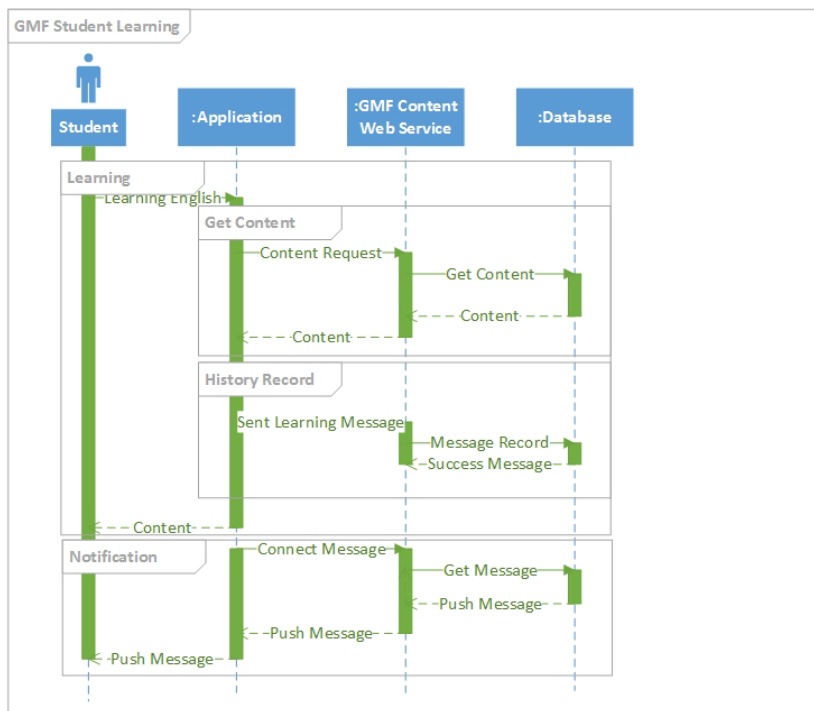 GMF Student Learning
Student
:Application
:GMF Content
Web Service
:Database
Learning
Learning English
Get Content
Content Request
Get Content
Content
Content
History Record
Sent Learning Message
Message Record
Success Message
Content
Notification
Connect Message
Get Message
Push Message
Push Message
Push Message